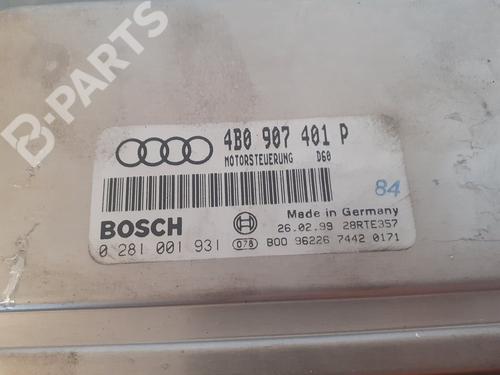 B-PARTS
4B0 907 401 P
MOTORSTEUERUNG D60
84
BOSCH
Made in Germany
26.02.99 28RTE357
0 281 001 931 078 B00 96226 7442 0171